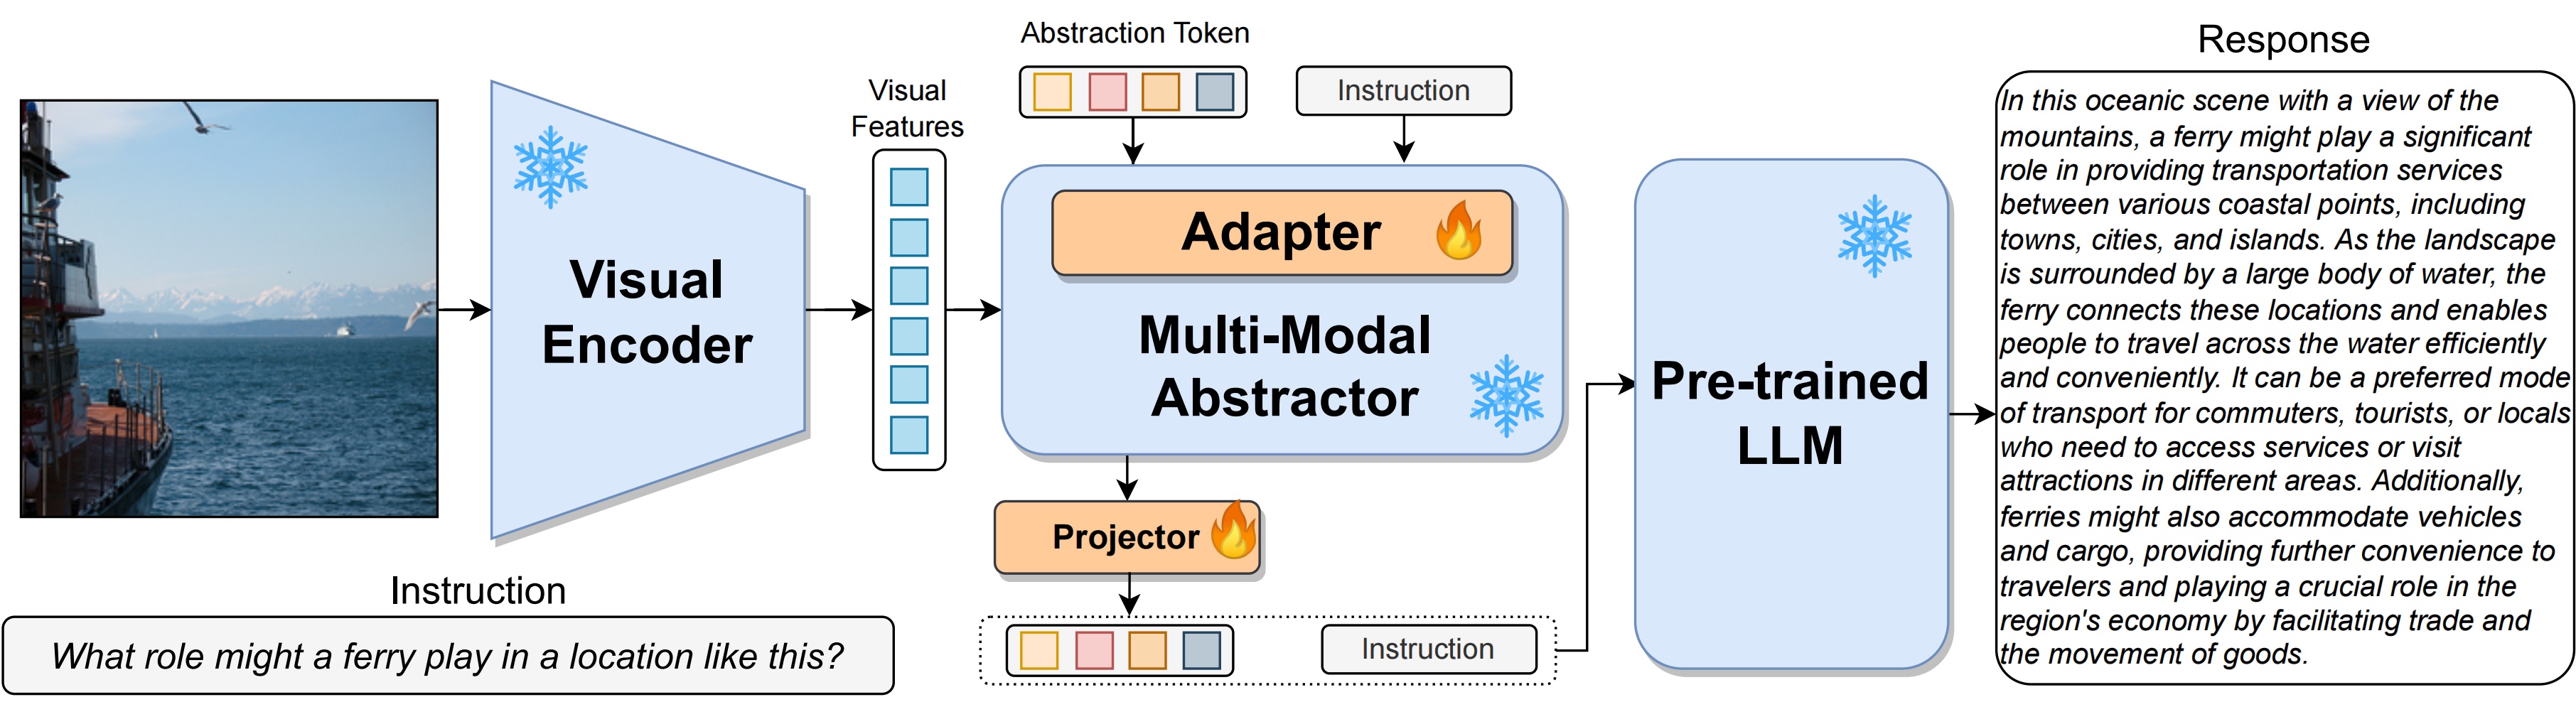 Abstraction Token
Instruction
Visual
Features
Visual
Encoder
Adapter
Multi-Modal
Abstractor
Projector
Instruction
Pre-trained
LLM
Instruction
What role might a ferry play in a location like this?
Response
In this oceanic scene with a view of the
mountains, a ferry might play a significant
role in providing transportation services
between various coastal points, including
towns, cities, and islands. As the landscape
is surrounded by a large body of water, the
ferry connects these locations and enables
people to travel across the water efficiently
and conveniently. It can be a preferred mode
of transport for commuters, tourists, or locals
who need to access services or visit
attractions in different areas. Additionally,
ferries might also accommodate vehicles
and cargo, providing further convenience to
travelers and playing a crucial role in the
region's economy by facilitating trade and
the movement of goods.